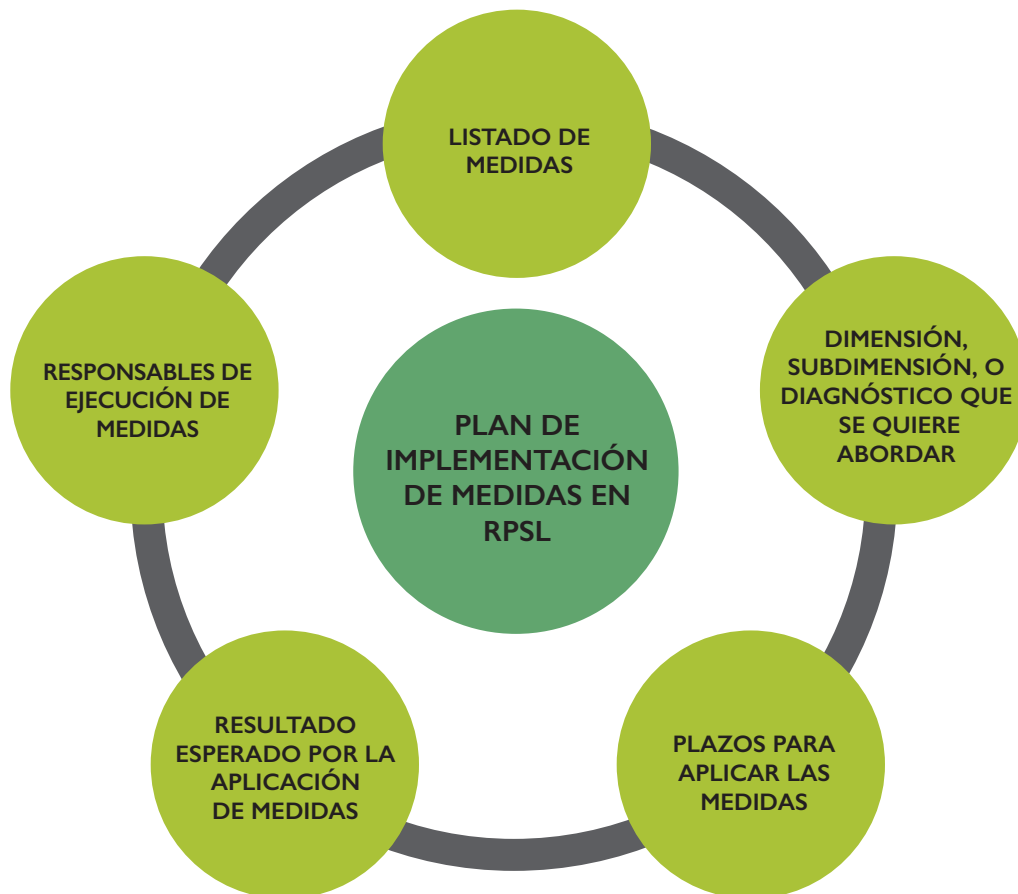 LISTADO DE
MEDIDAS
DIMENSIÓN,
SUBDIMENSIÓN, O
DIAGNÓSTICO QUE
SE QUIERE
ABORDAR
PLAZOS PARA
APLICAR LAS
MEDIDAS
RESULTADO
ESPERADO POR LA
APLICACIÓN
DE MEDIDAS
RESPONSABLES DE
EJECUCIÓN DE
MEDIDAS
PLAN DE
IMPLEMENTACIÓN
DE MEDIDAS EN
RPSL